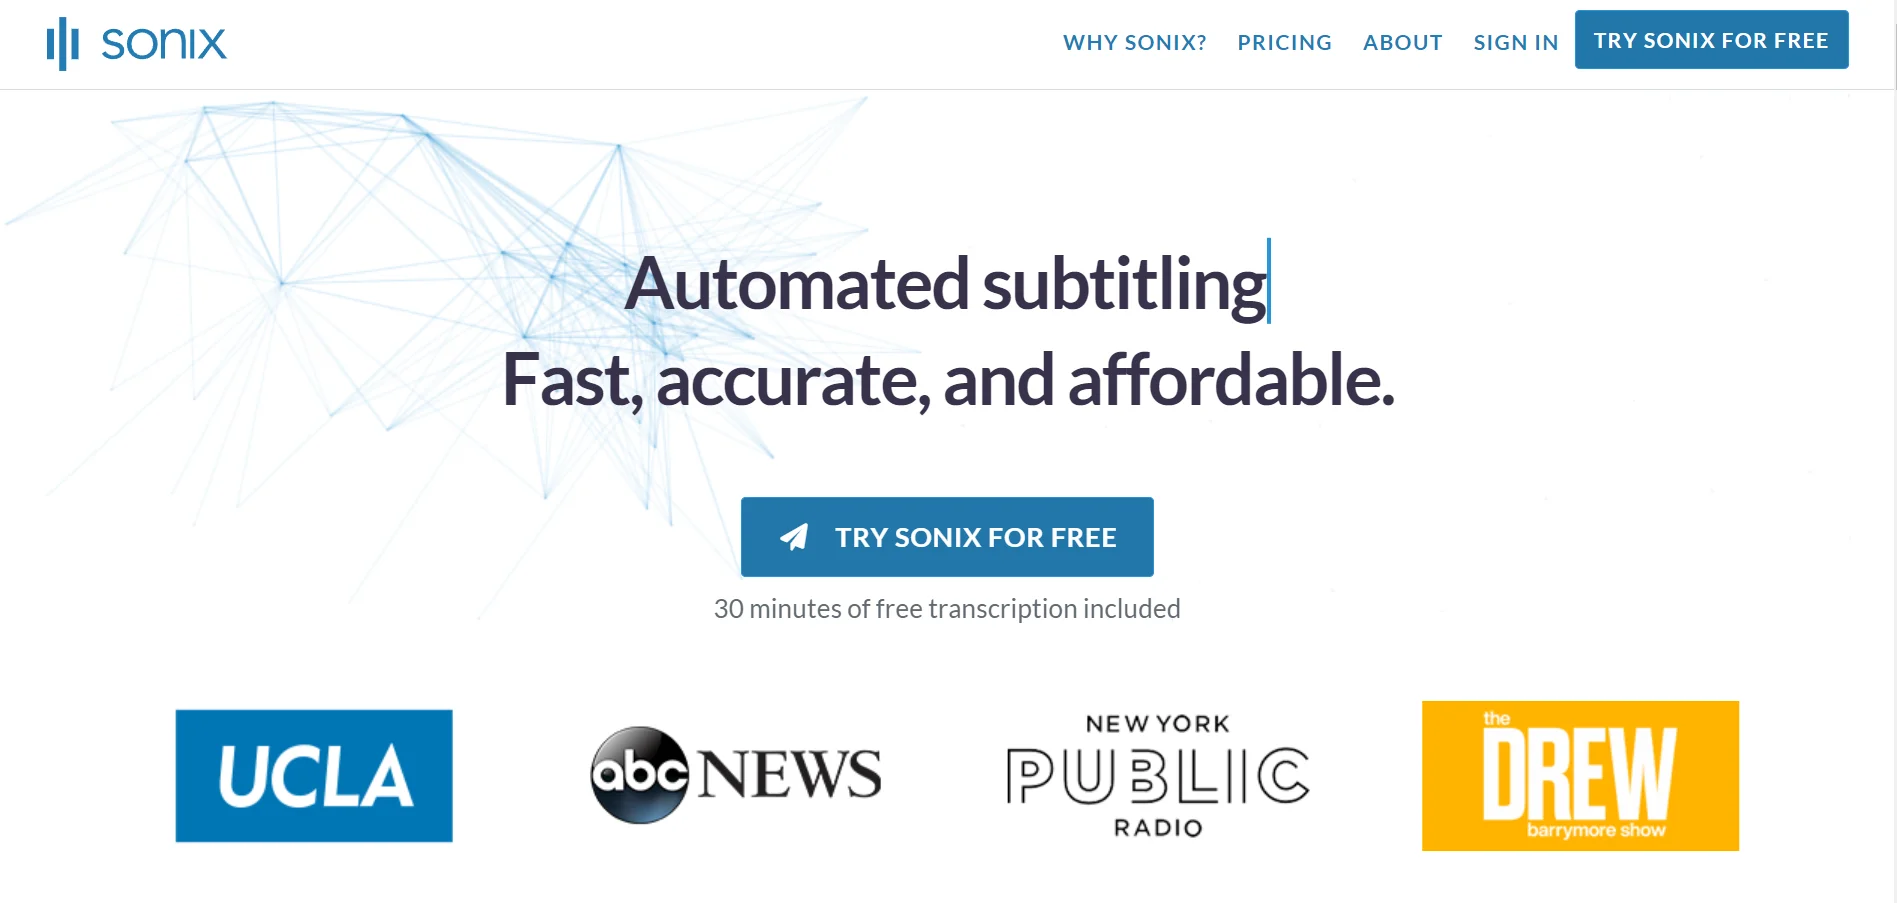 sonix
WHY SONIX? PRICING ABOUT SIGN IN TRY SONIX FOR FREE
Automated subtitling
Fast, accurate, and affordable.
TRY SONIX FOR FREE
30 minutes of free transcription included
UCLA
abc NEWS
NEW YORK
PUBLIC
RADIO
the
DREW
barrymore show